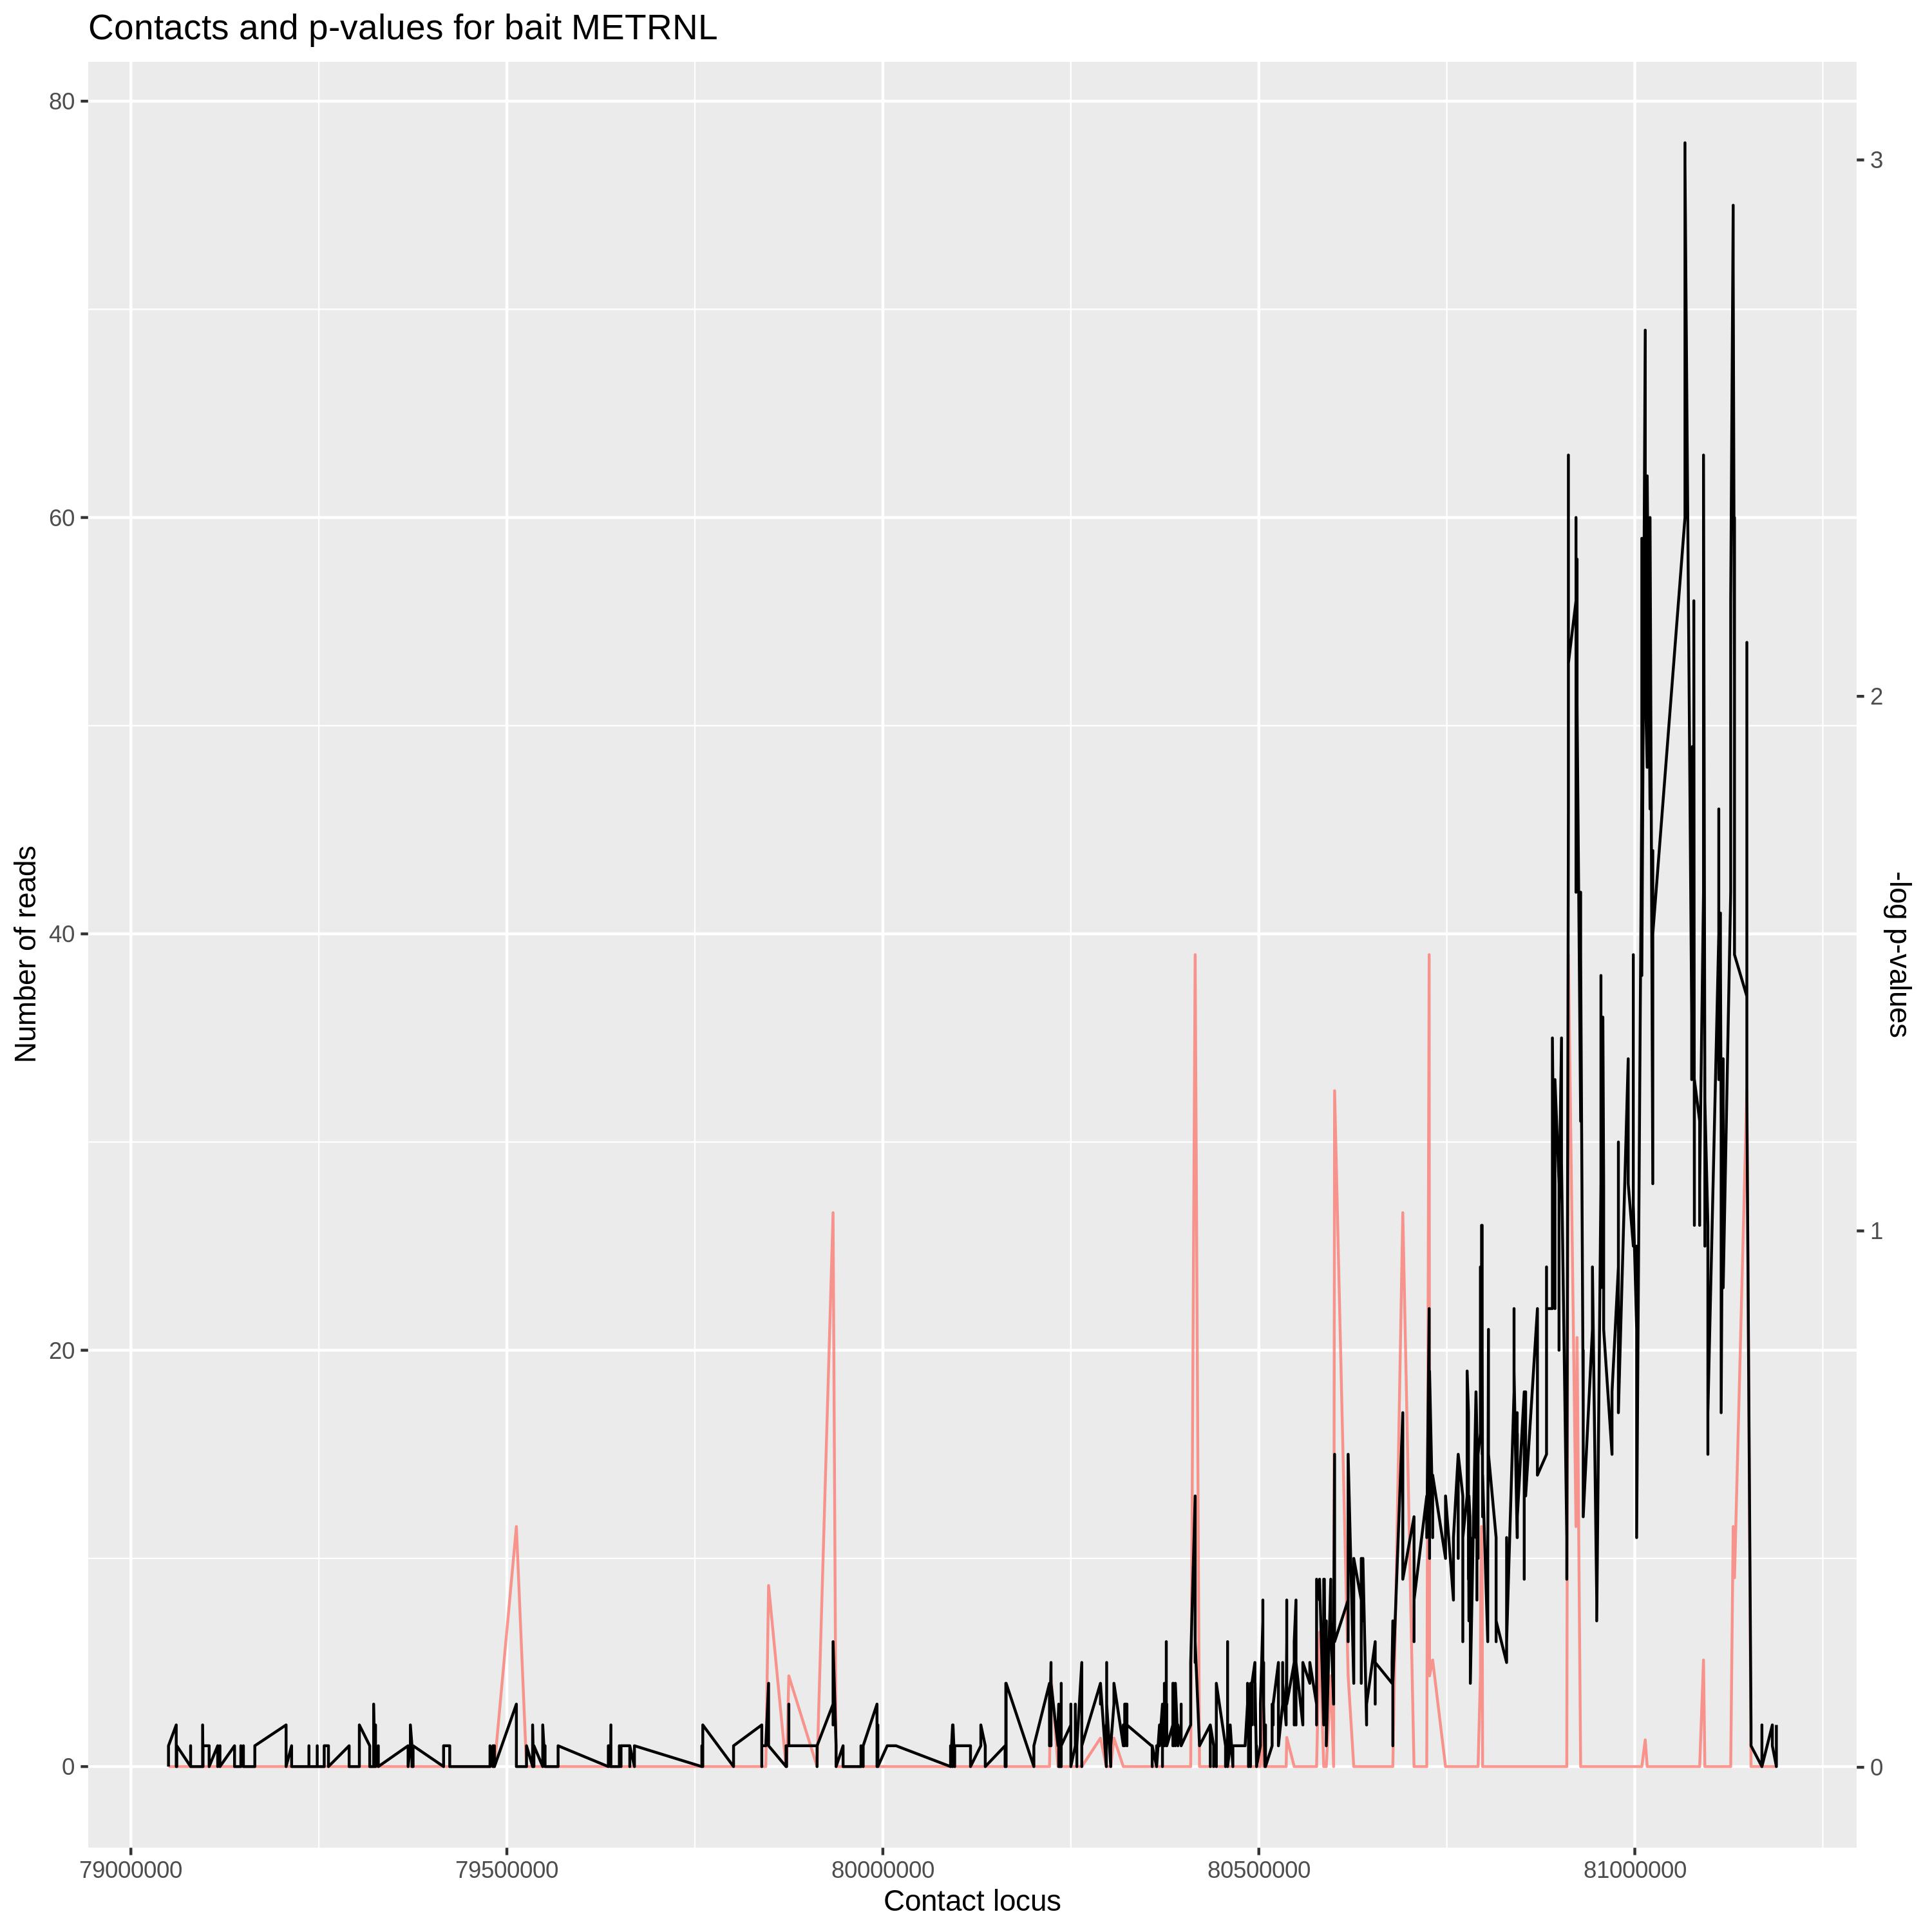 Contacts and p-values for bait METRNL
80
60
40
20
0
Number of reads
3
2
1
0
-log p-values
79000000 79500000 80000000 80500000 81000000
Contact locus